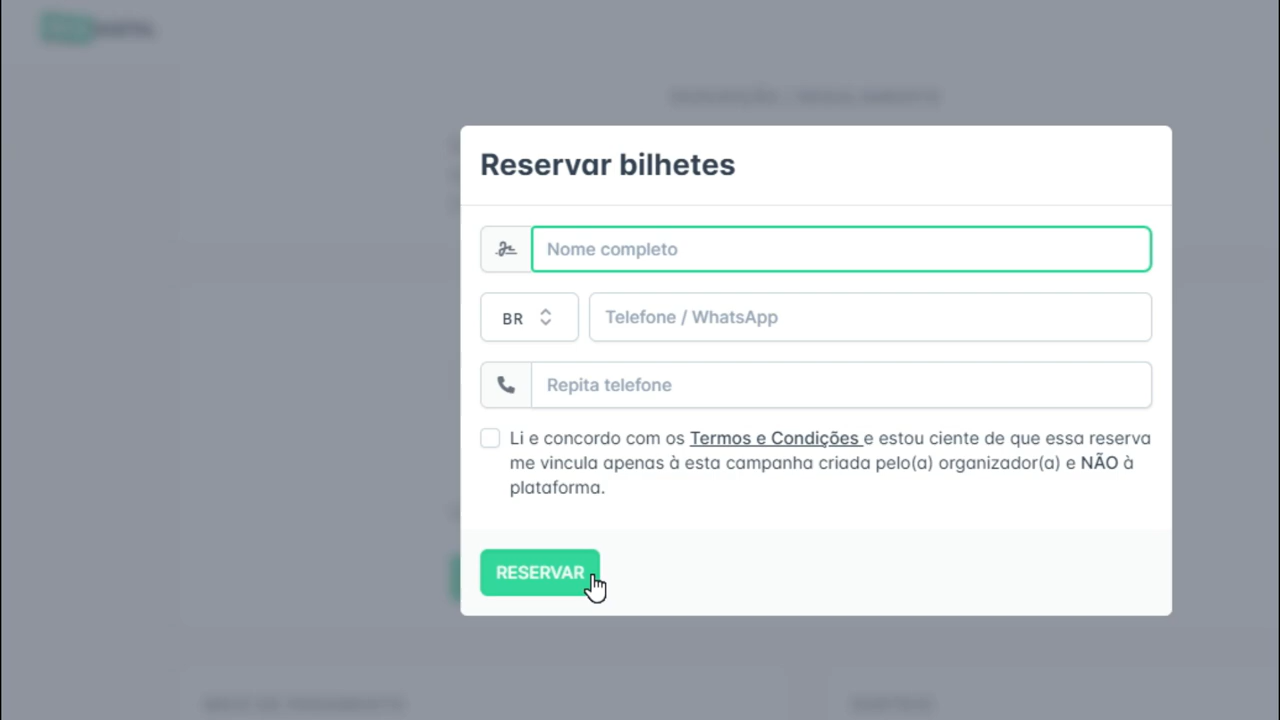 Reservar bilhetes
Nome completo
BR
Telefone / WhatsApp
Repita telefone
Li e concordo com os Termos e Condições e estou ciente de que essa reserva
me vincula apenas à esta campanha criada pelo(a) organizador(a) e NÃO à
plataforma.
RESERVAR